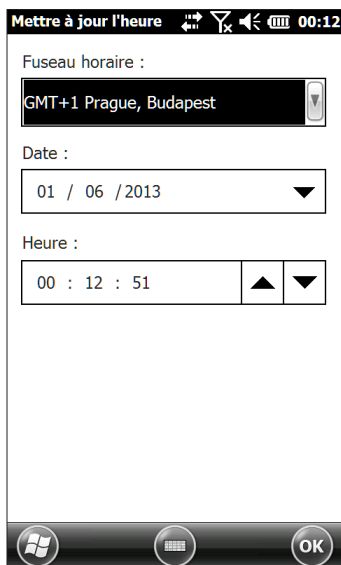 Mettre à jour l'heure 00:12
Fuseau horaire :
GMT+1 Prague, Budapest
Date :
01 / 06 /2013
Heure :
00 : 12 : 51
OK